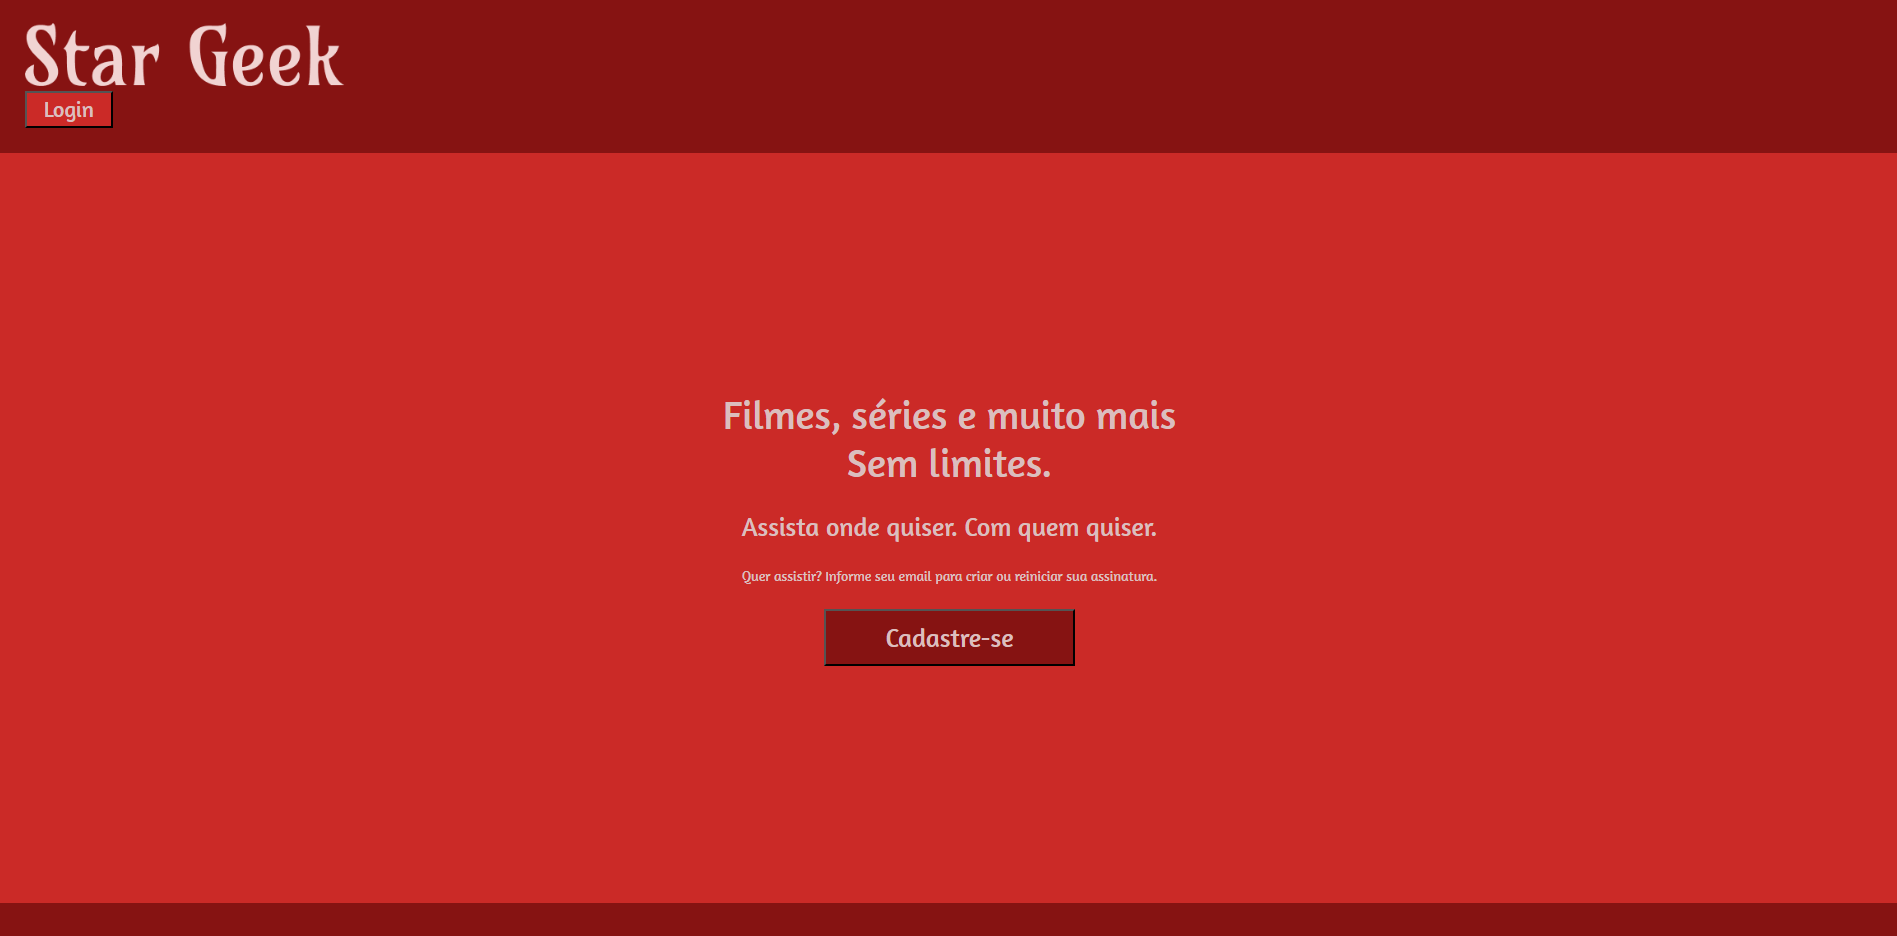 Star Geek
Login
Filmes, séries e muito mais
Sem limites.
Assista onde quiser. Com quem quiser.
Quer assistir? Informe seu email para criar ou reiniciar sua assinatura.
Cadastre-se